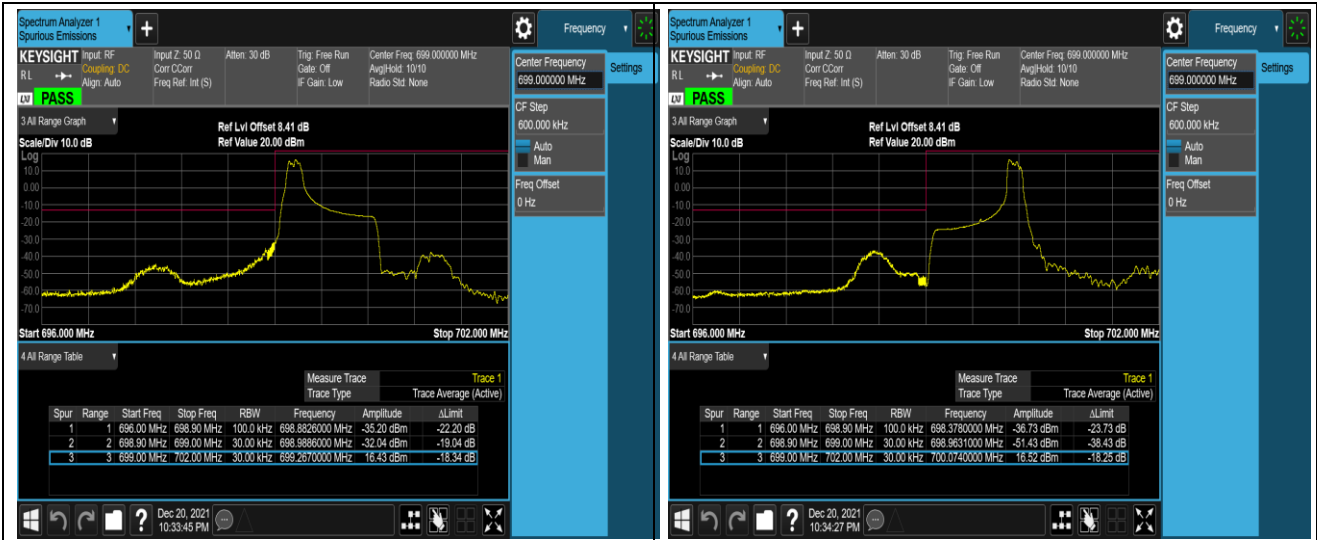 Spectrum Analyzer 1
Spurious Emissions
+
Frequency
KEYSIGHT
Input: RF
Coupling: DC
Align: Auto
Input Z: 50 Ω
Corr CCorr
Freq Ref: Int (S)
Atten: 30 dB
Trig: Free Run
Gate: Off
IF Gain: Low
Center Freq: 699.000000 MHz
Avg|Hold: 10/10
Radio Std: None
R L
LXI
PASS
Center Frequency
699.000000 MHz
Settings
CF Step
600.000 kHz
Auto
Man
Freq Offset
0 Hz
3 All Range Graph
Ref Lvl Offset 8.41 dB
Scale/Div 10.0 dB
Ref Value 20.00 dBm
Log
10.0
0.00
-10.0
-20.0
-30.0
-40.0
-50.0
-60.0
-70.0
Start 696.000 MHz
Stop 702.000 MHz
4 All Range Table
Measure Trace Trace 1
Trace Type Trace Average (Active)
Spur Range Start Freq Stop Freq RBW Frequency Amplitude ΔLimit
1 1 696.00 MHz 698.90 MHz 100.0 kHz 698.8826000 MHz -35.20 dBm -22.20 dB
2 2 698.90 MHz 699.00 MHz 30.00 kHz 698.9886000 MHz -32.04 dBm -19.04 dB
3 3 699.00 MHz 702.00 MHz 30.00 kHz 699.2670000 MHz 16.43 dBm -18.34 dB
?
Dec 20, 2021
10:33:45 PM
Spectrum Analyzer 1
Spurious Emissions
+
Frequency
KEYSIGHT
Input: RF
Coupling: DC
Align: Auto
Input Z: 50 Ω
Corr CCorr
Freq Ref: Int (S)
Atten: 30 dB
Trig: Free Run
Gate: Off
IF Gain: Low
Center Freq: 699.000000 MHz
Avg|Hold: 10/10
Radio Std: None
R L
LXI
PASS
Center Frequency
699.000000 MHz
Settings
CF Step
600.000 kHz
Auto
Man
Freq Offset
0 Hz
3 All Range Graph
Ref Lvl Offset 8.41 dB
Scale/Div 10.0 dB
Ref Value 20.00 dBm
Log
10.0
0.00
-10.0
-20.0
-30.0
-40.0
-50.0
-60.0
-70.0
Start 696.000 MHz
Stop 702.000 MHz
4 All Range Table
Measure Trace Trace 1
Trace Type Trace Average (Active)
Spur Range Start Freq Stop Freq RBW Frequency Amplitude ΔLimit
1 1 696.00 MHz 698.90 MHz 100.0 kHz 698.3780000 MHz -36.73 dBm -23.73 dB
2 2 698.90 MHz 699.00 MHz 30.00 kHz 698.9631000 MHz -51.43 dBm -38.43 dB
3 3 699.00 MHz 702.00 MHz 30.00 kHz 700.0740000 MHz 16.52 dBm -18.25 dB
?
Dec 20, 2021
10:34:27 PM